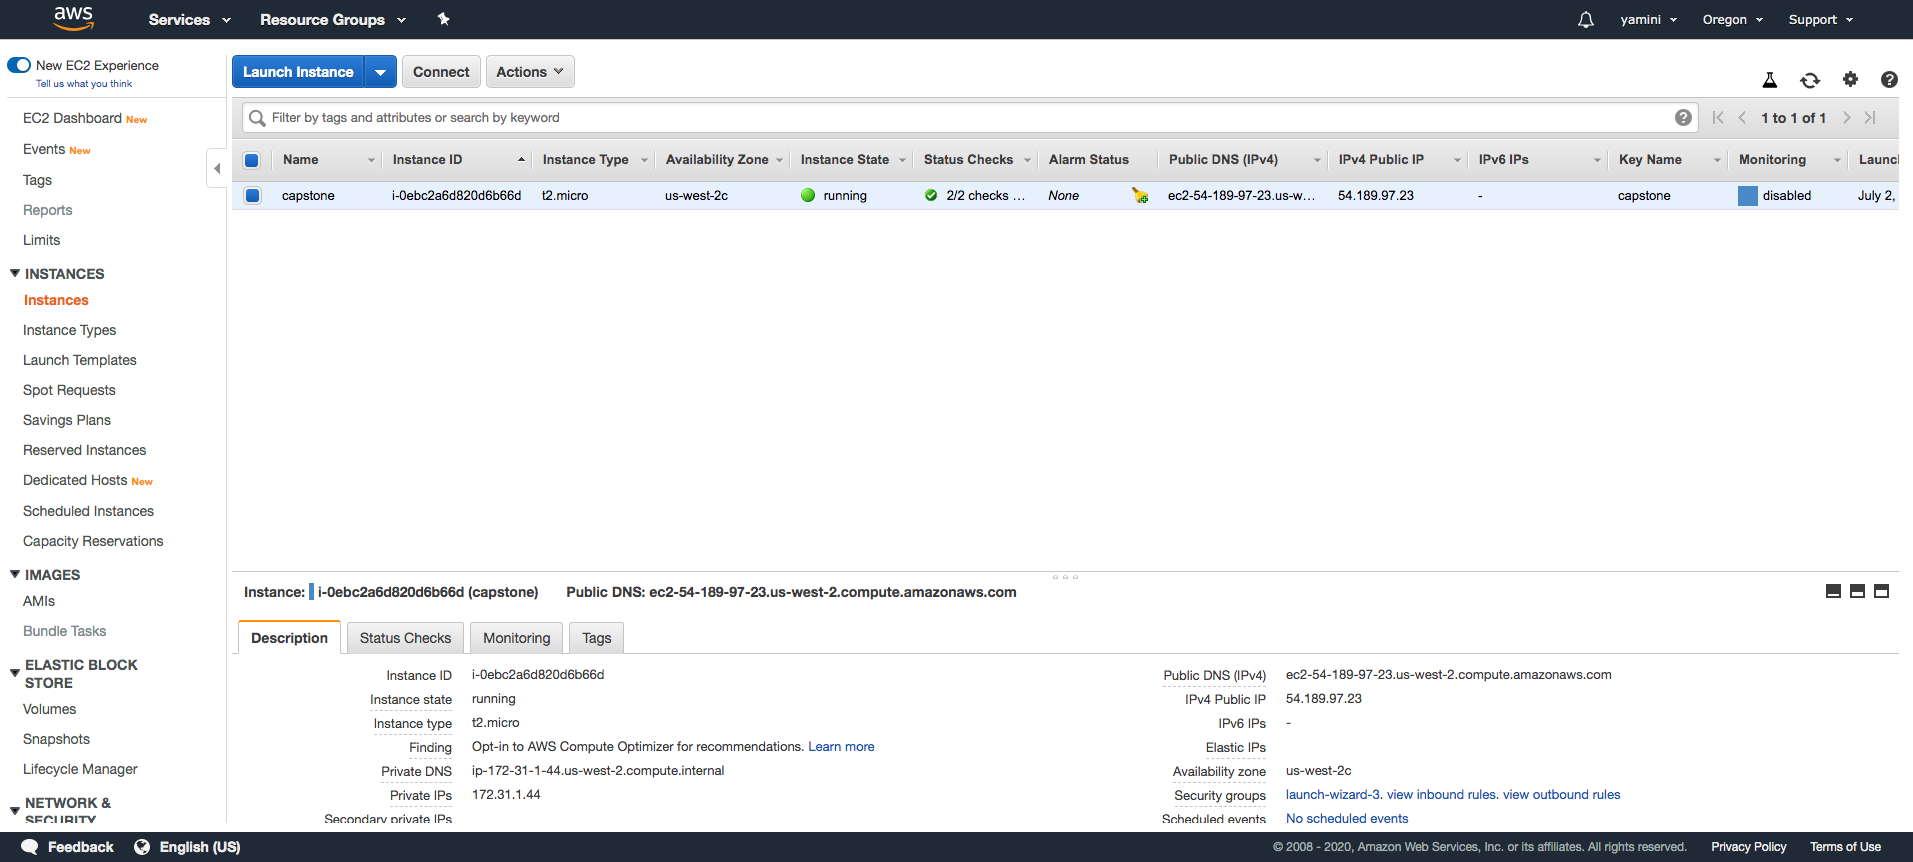 aws Services Resource Groups yamini Oregon Support
New EC2 Experience
Tell us what you think
EC2 Dashboard New
Events New
Tags
Reports
Limits
INSTANCES
Instances
Instance Types
Launch Templates
Spot Requests
Savings Plans
Reserved Instances
Dedicated Hosts New
Scheduled Instances
Capacity Reservations
IMAGES
AMIs
Bundle Tasks
ELASTIC BLOCK
STORE
Volumes
Snapshots
Lifecycle Manager
NETWORK &
SECURITY
Launch Instance Connect Actions
Filter by tags and attributes or search by keyword 1 to 1 of 1
Name Instance ID Instance Type Availability Zone Instance State Status Checks Alarm Status Public DNS (IPv4) IPv4 Public IP IPv6 IPs Key Name Monitoring Launc
capstone i-0ebc2a6d820d6b66d t2.micro us-west-2c running 2/2 checks ... None ec2-54-189-97-23.us-w... 54.189.97.23 - capstone disabled July 2,
Instance: i-0ebc2a6d820d6b66d (capstone) Public DNS: ec2-54-189-97-23.us-west-2.compute.amazonaws.com
Description Status Checks Monitoring Tags
Instance ID i-0ebc2a6d820d6b66d
Instance state running
Instance type t2.micro
Finding Opt-in to AWS Compute Optimizer for recommendations. Learn more
Private DNS ip-172-31-1-44.us-west-2.compute.internal
Private IPs 172.31.1.44
Secondary private IPs
Public DNS (IPv4) ec2-54-189-97-23.us-west-2.compute.amazonaws.com
IPv4 Public IP 54.189.97.23
IPv6 IPs -
Elastic IPs
Availability zone us-west-2c
Security groups launch-wizard-3. view inbound rules. view outbound rules
Scheduled events No scheduled events
Feedback English (US) © 2008 - 2020, Amazon Web Services, Inc. or its affiliates. All rights reserved. Privacy Policy Terms of Use